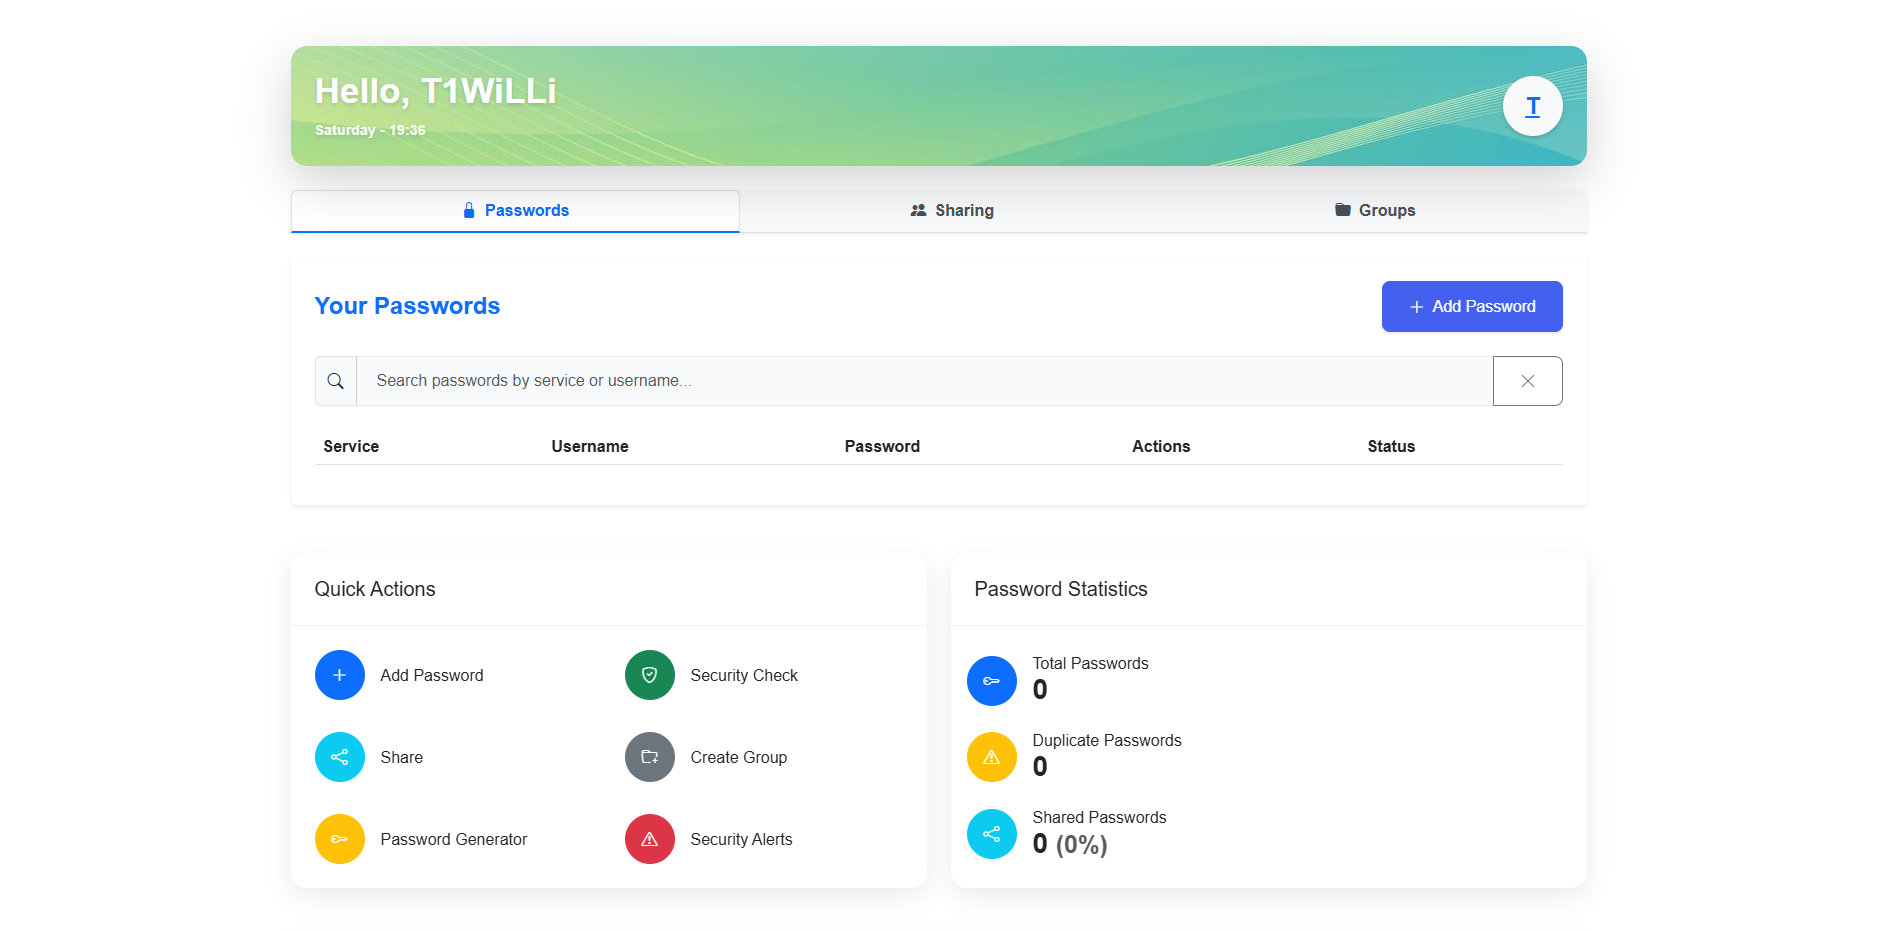 Hello, T1WiLLi
Saturday - 19:36
T
Passwords
Sharing
Groups
Your Passwords
Add Password
Search passwords by service or username...
Service Username Password Actions Status
Quick Actions
Add Password
Security Check
Share
Create Group
Password Generator
Security Alerts
Password Statistics
Total Passwords
0
Duplicate Passwords
0
Shared Passwords
0 (0%)